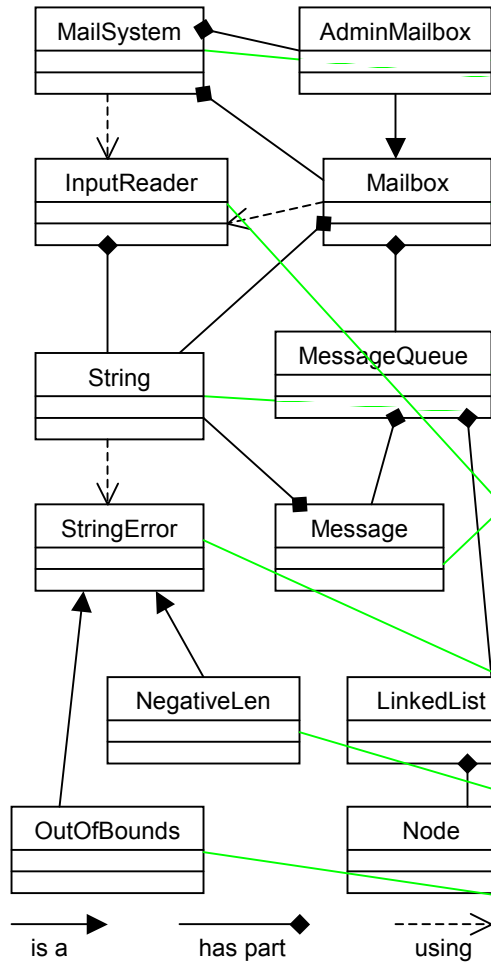 MailSystem
AdminMailbox
InputReader
Mailbox
String
MessageQueue
StringError
Message
NegativeLen
LinkedList
OutOfBounds
Node
is a
has part
using